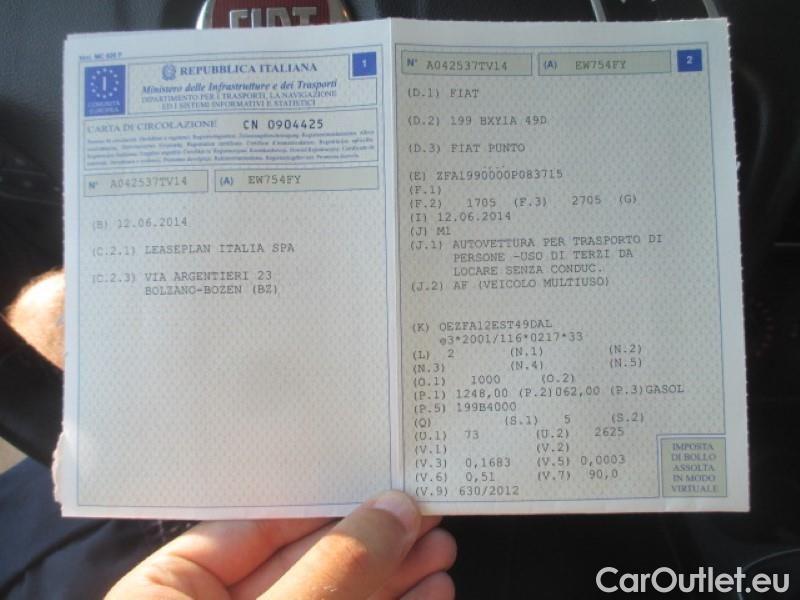 FIAT
Mod. MC 820 F
REPUBBLICA ITALIANA
1
I
COMUNITÀ
EUROPEA
Ministero delle Infrastrutture e dei Trasporti
DIPARTIMENTO PER I TRASPORTI, LA NAVIGAZIONE
ED I SISTEMI INFORMATIVI E STATISTICI
CARTA DI CIRCOLAZIONE CN 0904425
N° A042537TV14 (A) EW754FY
(B) 12.06.2014
(C.2.1) LEASEPLAN ITALIA SPA
(C.2.3) VIA ARGENTIERI 23
BOLZANO-BOZEN (BZ)
N° A042537TV14 (A) EW754FY 2
(D.1) FIAT
(D.2) 199 BXYIA 49D
(D.3) FIAT PUNTO
(E) ZFA1990000P083715
(F.1)
(F.2) 1705 (F.3) 2705 (G)
(I) 12.06.2014
(J) M1
(J.1) AUTOVETTURA PER TRASPORTO DI
PERSONE -USO DI TERZI DA
LOCARE SENZA CONDUC.
(J.2) AF (VEICOLO MULTIUSO)
(K) OEZFA12EST49DAL
e3*2001/116*0217*33
(L) 2 (N.1) (N.2)
(N.3) (N.4) (N.5)
(O.1) 1000 (O.2)
(P.1) 1248,00 (P.2)062,00 (P.3)GASOL
(P.5) 199B4000
(Q) (S.1) 5 (S.2)
(U.1) 73 (U.2) 2625
(V.1) (V.2)
(V.3) 0,1683 (V.5) 0,0003
(V.6) 0,51 (V.7) 90,0
(V.9) 630/2012
IMPOSTA
DI BOLLO
ASSOLTA
IN MODO
VIRTUALE
CarOutlet.eu